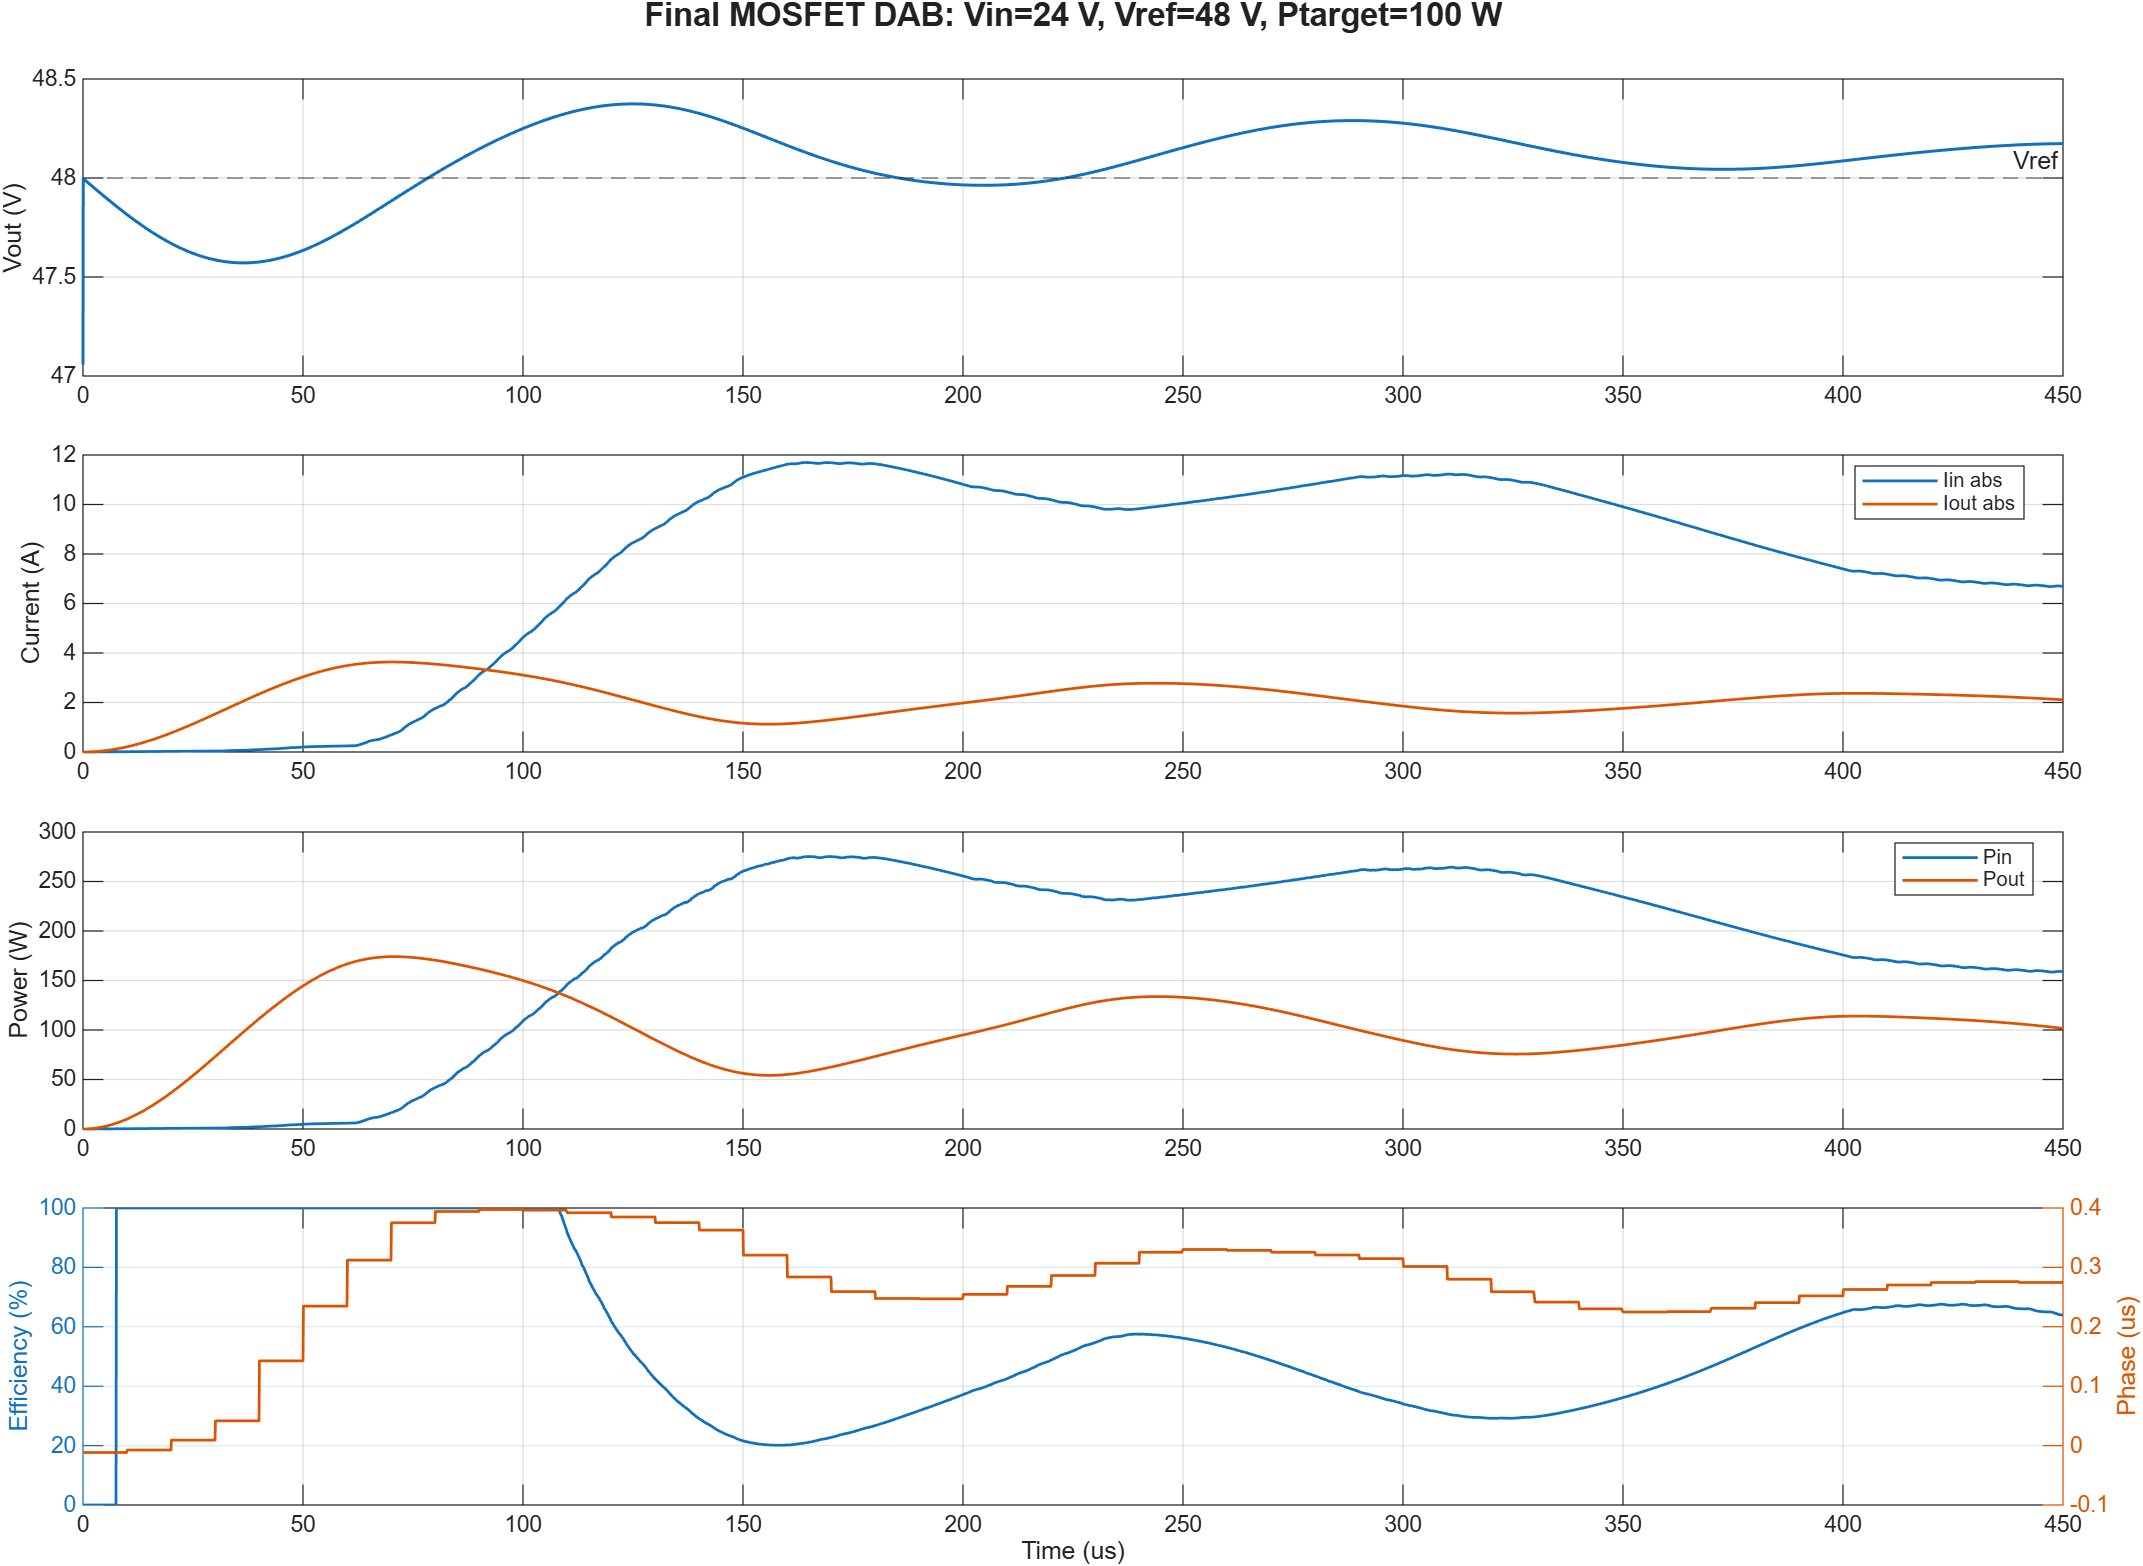 Final MOSFET DAB: Vin=24 V, Vref=48 V, Ptarget=100 W
48.5
48
47.5
47
Vout (V)
Vref
0 50 100 150 200 250 300 350 400 450
12
10
8
6
4
2
0
Current (A)
Iin abs
Iout abs
0 50 100 150 200 250 300 350 400 450
300
250
200
150
100
50
0
Power (W)
Pin
Pout
0 50 100 150 200 250 300 350 400 450
100
80
60
40
20
0
Efficiency (%)
0.4
0.3
0.2
0.1
0
-0.1
Phase (us)
0 50 100 150 200 250 300 350 400 450
Time (us)